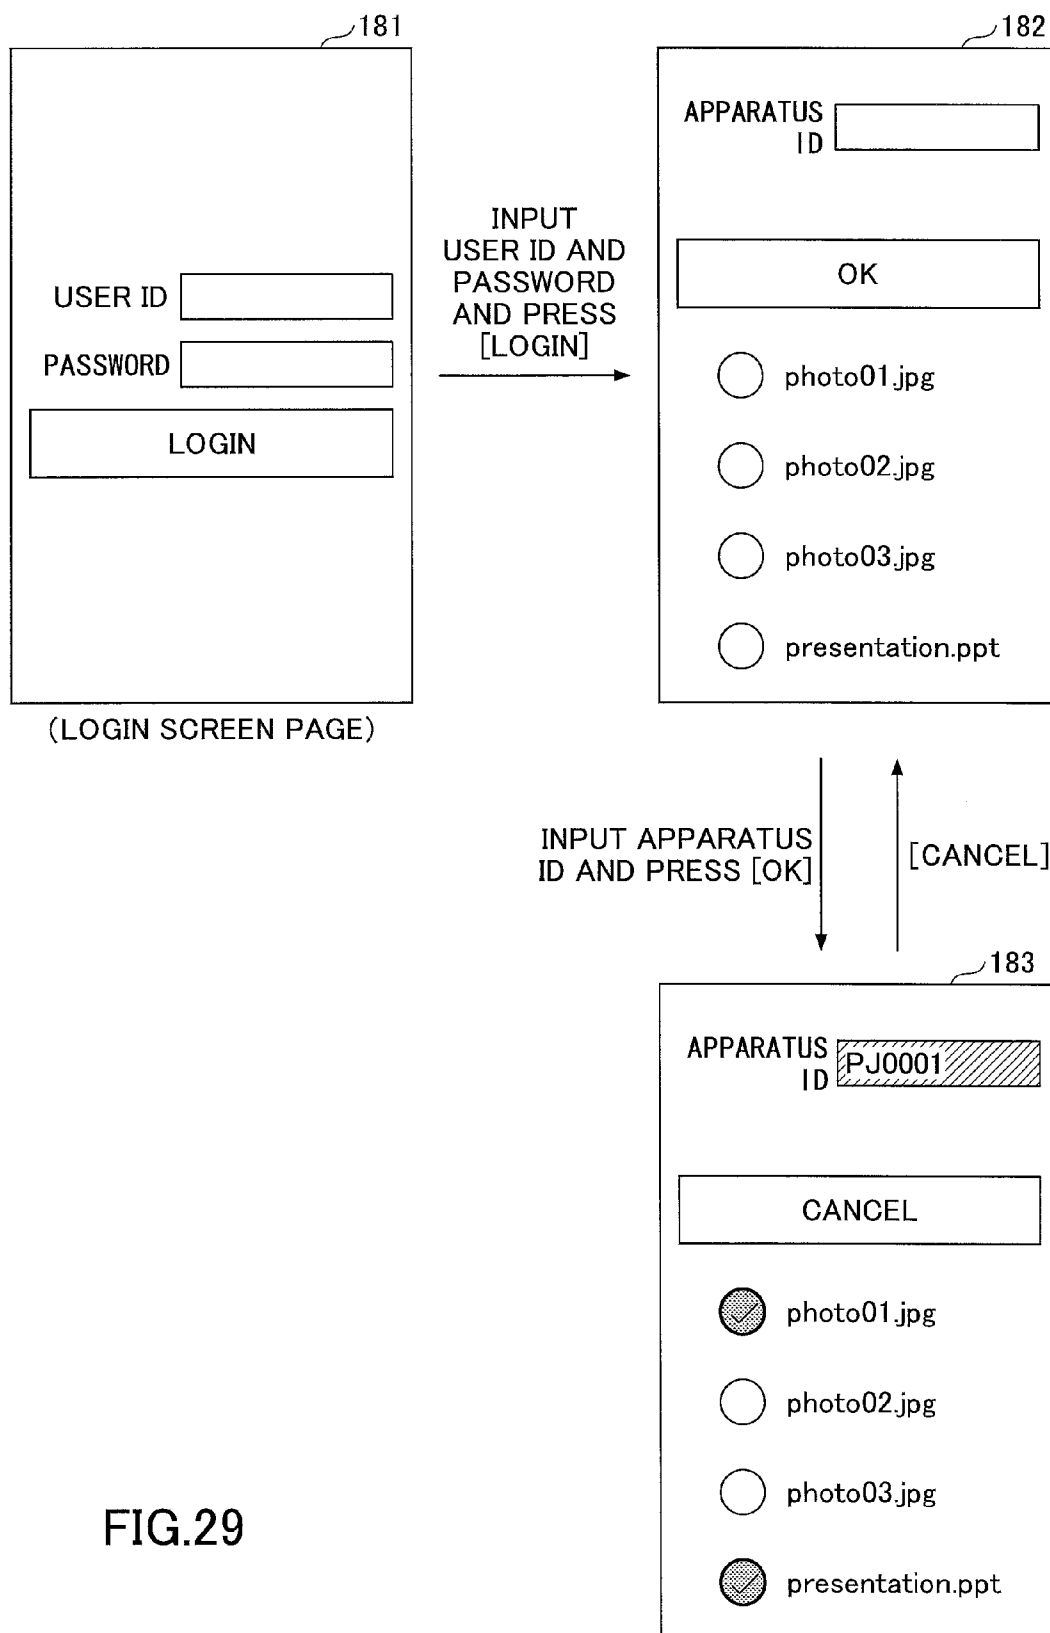 181
USER ID
PASSWORD
LOGIN
(LOGIN SCREEN PAGE)
INPUT
USER ID AND
PASSWORD
AND PRESS
[LOGIN]
182
APPARATUS
ID
OK
photo01.jpg
photo02.jpg
photo03.jpg
presentation.ppt
INPUT APPARATUS
ID AND PRESS [OK]
[CANCEL]
183
APPARATUS
ID
PJ0001
CANCEL
photo01.jpg
photo02.jpg
photo03.jpg
presentation.ppt
FIG.29